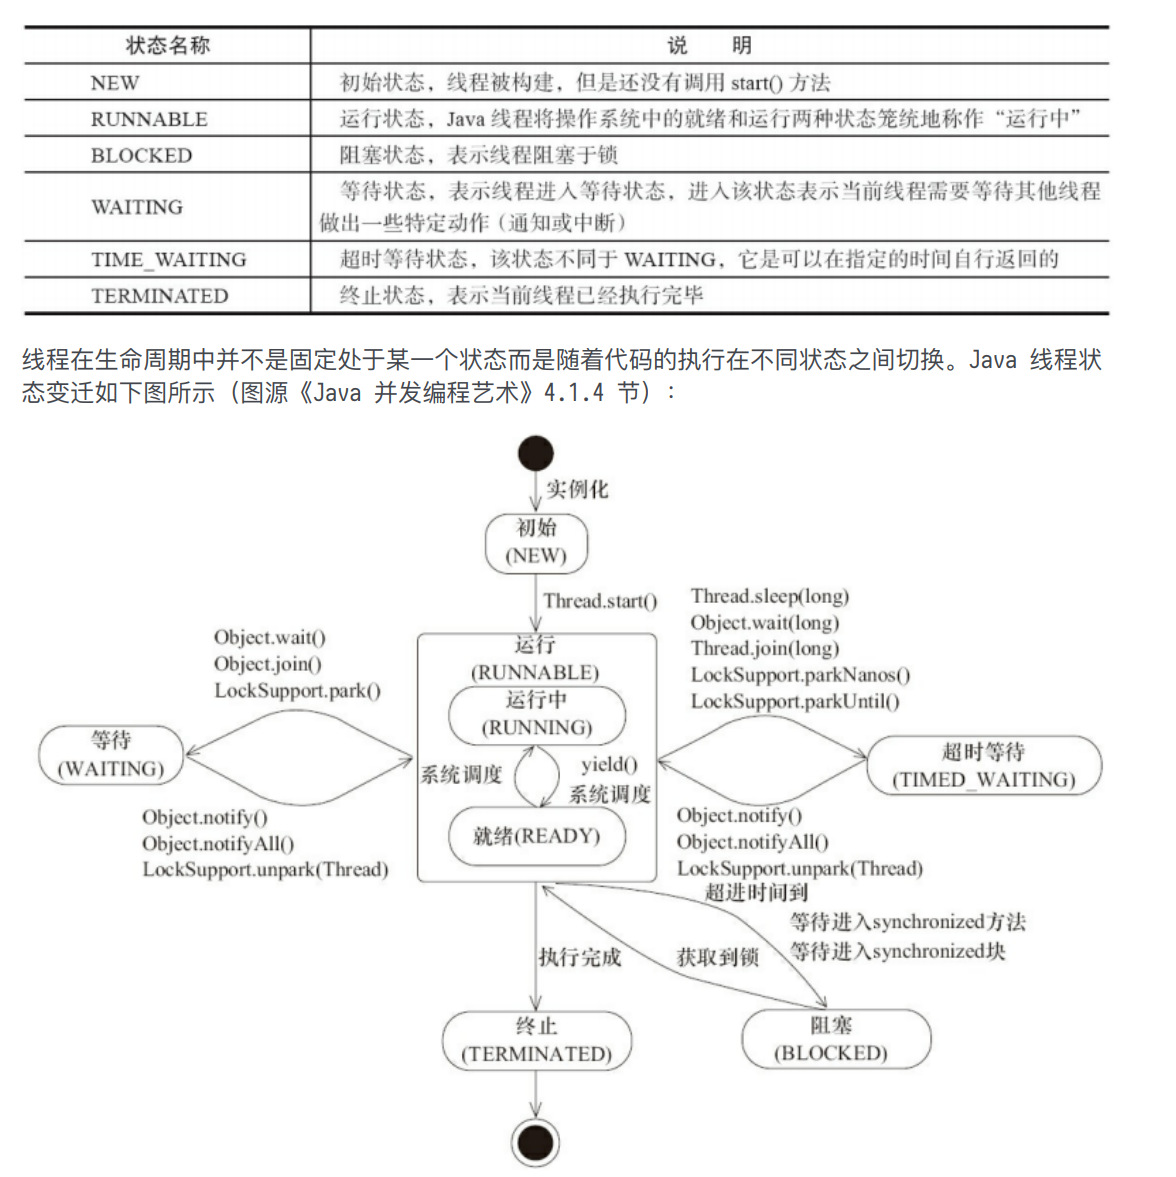 状态名称 说 明
NEW 初始状态，线程被构建，但是还没有调用 start() 方法
RUNNABLE 运行状态，Java 线程将操作系统中的就绪和运行两种状态笼统地称作“运行中”
BLOCKED 阻塞状态，表示线程阻塞于锁
WAITING 等待状态，表示线程进入等待状态，进入该状态表示当前线程需要等待其他线程
做出一些特定动作（通知或中断）
TIME_WAITING 超时等待状态，该状态不同于 WAITING，它是可以在指定的时间自行返回的
TERMINATED 终止状态，表示当前线程已经执行完毕
线程在生命周期中并不是固定处于某一个状态而是随着代码的执行在不同状态之间切换。Java 线程状
态变迁如下图所示（图源《Java 并发编程艺术》4.1.4 节）：
实例化
初始
(NEW)
Thread.start()
Object.wait()
Object.join()
LockSupport.park()
Thread.sleep(long)
Object.wait(long)
Thread.join(long)
LockSupport.parkNanos()
LockSupport.parkUntil()
运行
(RUNNABLE)
运行中
(RUNNING)
等待
(WAITING)
系统调度
yield()
系统调度
超时等待
(TIMED_WAITING)
就绪(READY)
Object.notify()
Object.notifyAll()
LockSupport.unpark(Thread)
Object.notify()
Object.notifyAll()
LockSupport.unpark(Thread)
超进时间到
等待进入synchronized方法
等待进入synchronized块
执行完成
获取到锁
终止
(TERMINATED)
阻塞
(BLOCKED)